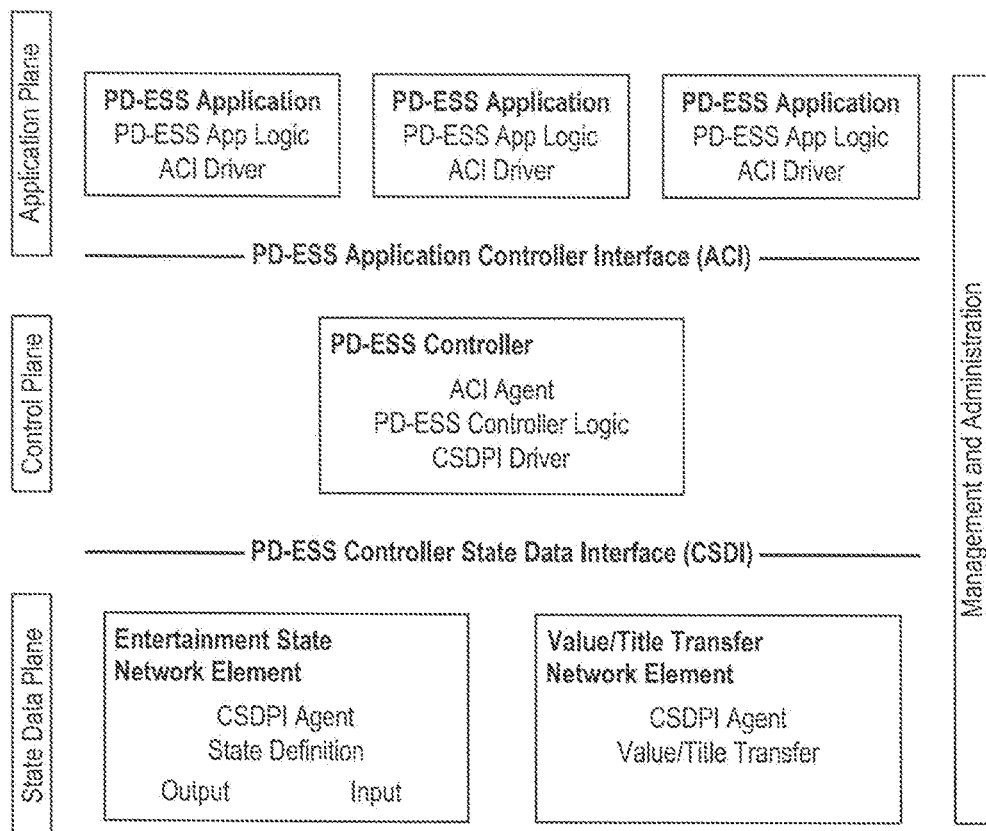 Application Plane
PD-ESS Application
PD-ESS App Logic
ACI Driver
PD-ESS Application
PD-ESS App Logic
ACI Driver
PD-ESS Application
PD-ESS App Logic
ACI Driver
PD-ESS Application Controller Interface (ACI)
Control Plane
PD-ESS Controller
ACI Agent
PD-ESS Controller Logic
CSDPI Driver
Management and Administration
PD-ESS Controller State Data Interface (CSDI)
State Data Plane
Entertainment State
Network Element
CSDPI Agent
State Definition
Output Input
Value/Title Transfer
Network Element
CSDPI Agent
Value/Title Transfer